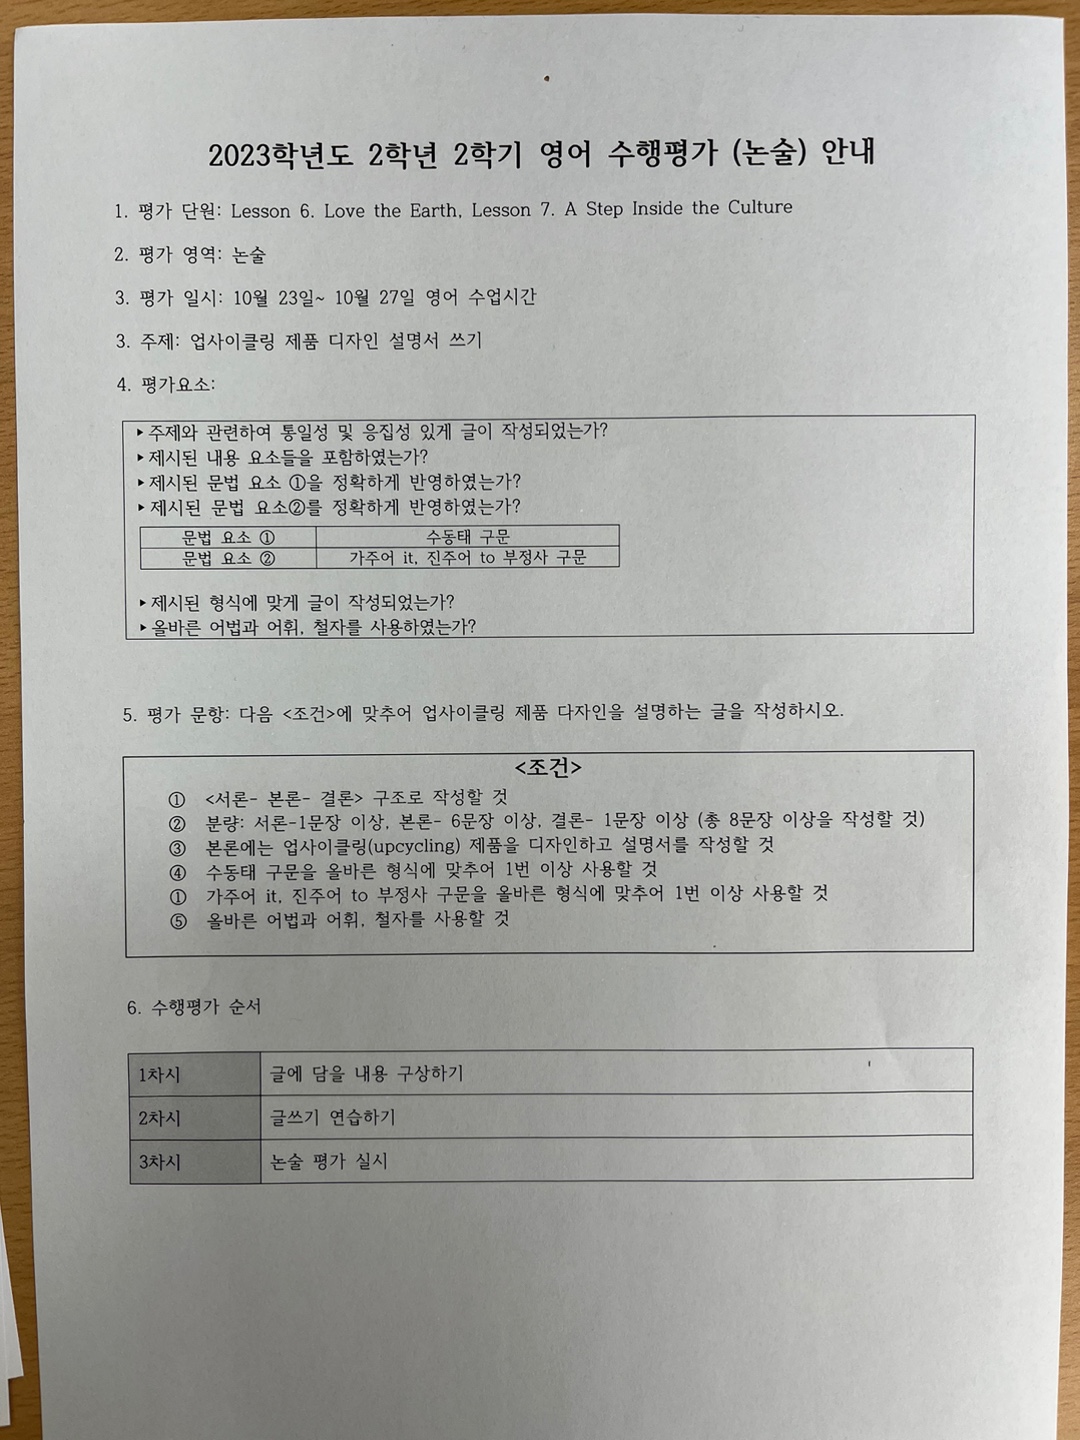 2023학년도 2학년 2학기 영어 수행평가 (논술) 안내
1. 평가 단원: Lesson 6. Love the Earth, Lesson 7. A Step Inside the Culture
2. 평가 영역: 논술
3. 평가 일시: 10월 23일~ 10월 27일 영어 수업시간
3. 주제: 업사이클링 제품 디자인 설명서 쓰기
4. 평가요소:
▸주제와 관련하여 통일성 및 응집성 있게 글이 작성되었는가?
▸제시된 내용 요소들을 포함하였는가?
▸제시된 문법 요소 ①을 정확하게 반영하였는가?
▸제시된 문법 요소②를 정확하게 반영하였는가?
문법 요소 ① 수동태 구문
문법 요소 ② 가주어 it, 진주어 to 부정사 구문
▸제시된 형식에 맞게 글이 작성되었는가?
▸올바른 어법과 어휘, 철자를 사용하였는가?
5. 평가 문항: 다음 <조건>에 맞추어 업사이클링 제품 다자인을 설명하는 글을 작성하시오.
<조건>
① <서론- 본론- 결론> 구조로 작성할 것
② 분량: 서론-1문장 이상, 본론- 6문장 이상, 결론- 1문장 이상 (총 8문장 이상을 작성할 것)
③ 본론에는 업사이클링(upcycling) 제품을 디자인하고 설명서를 작성할 것
④ 수동태 구문을 올바른 형식에 맞추어 1번 이상 사용할 것
① 가주어 it, 진주어 to 부정사 구문을 올바른 형식에 맞추어 1번 이상 사용할 것
⑤ 올바른 어법과 어휘, 철자를 사용할 것
6. 수행평가 순서
1차시 글에 담을 내용 구상하기
2차시 글쓰기 연습하기
3차시 논술 평가 실시